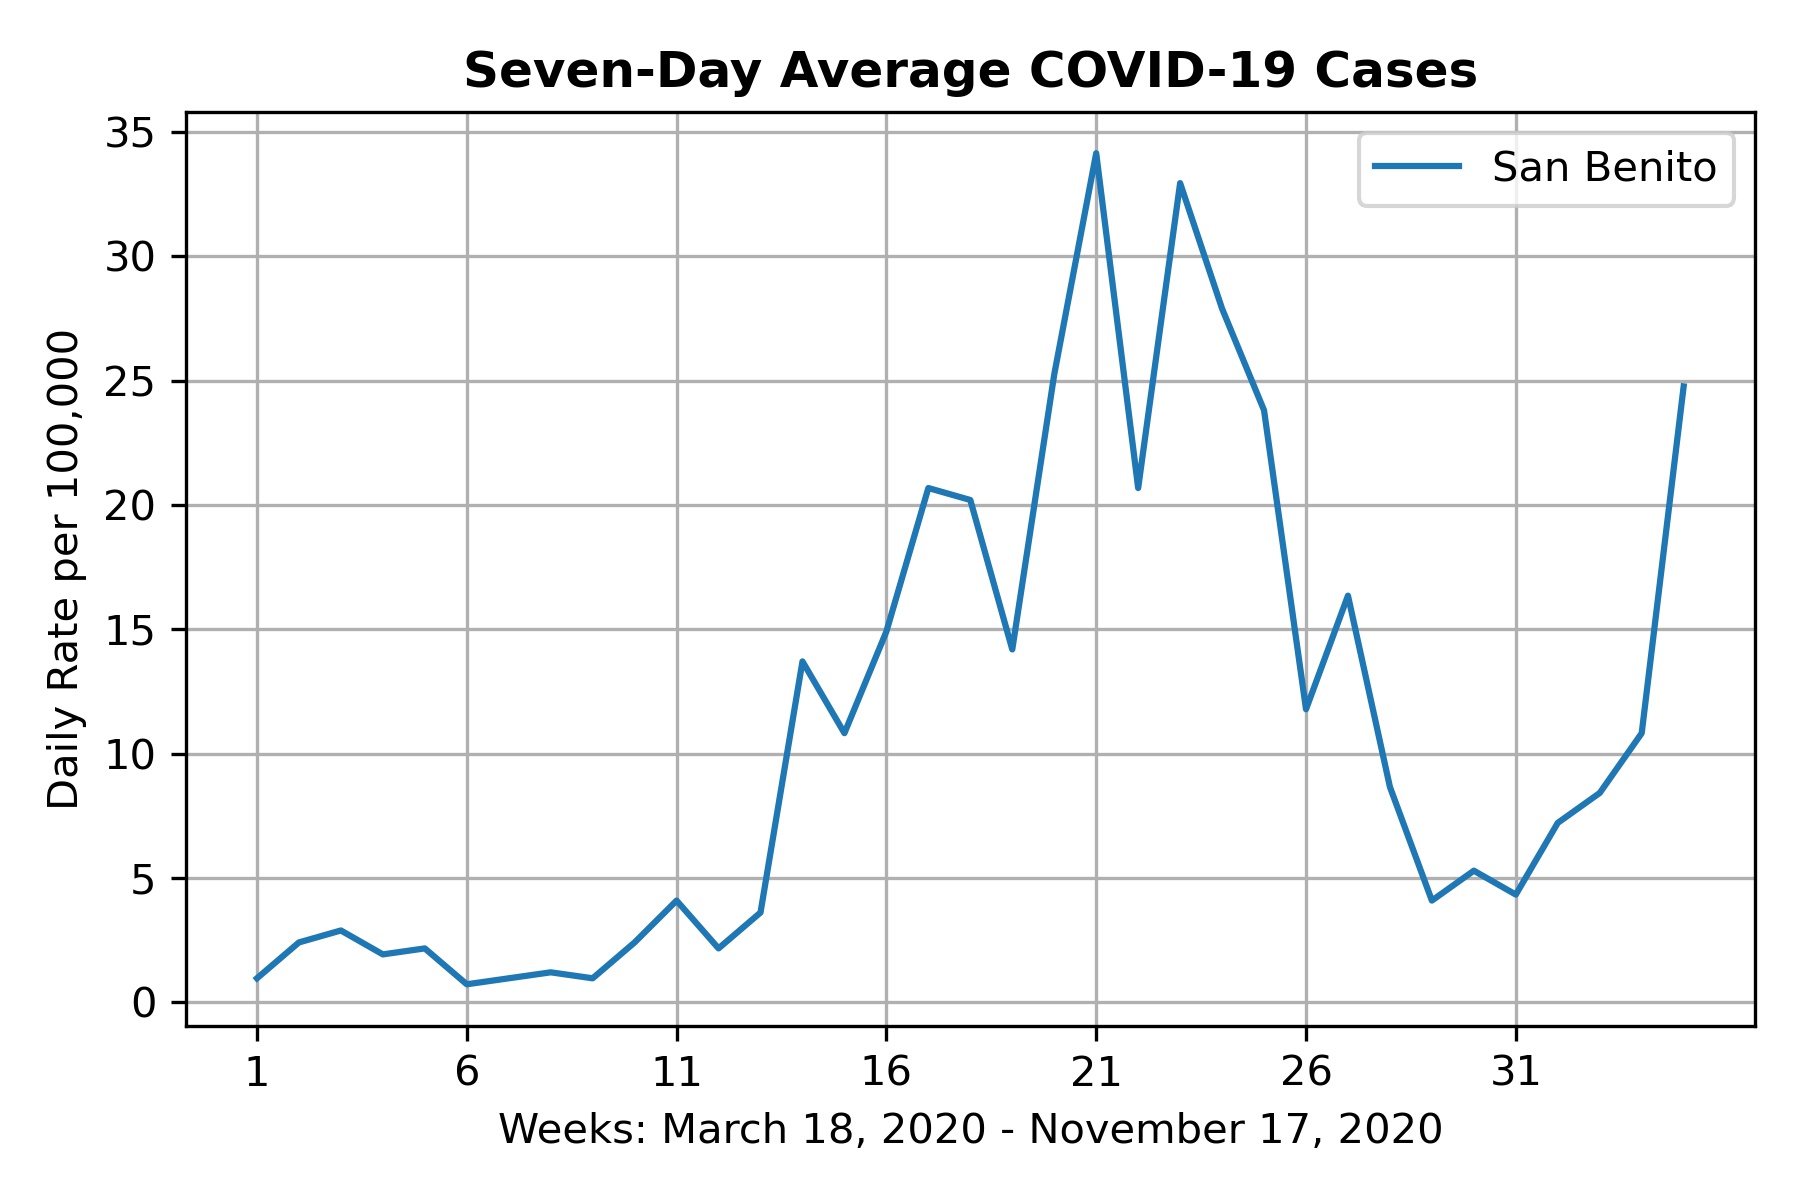 Seven-Day Average COVID-19 Cases
San Benito
35
30
25
20
15
10
5
0
Daily Rate per 100,000
1 6 11 16 21 26 31
Weeks: March 18, 2020 - November 17, 2020